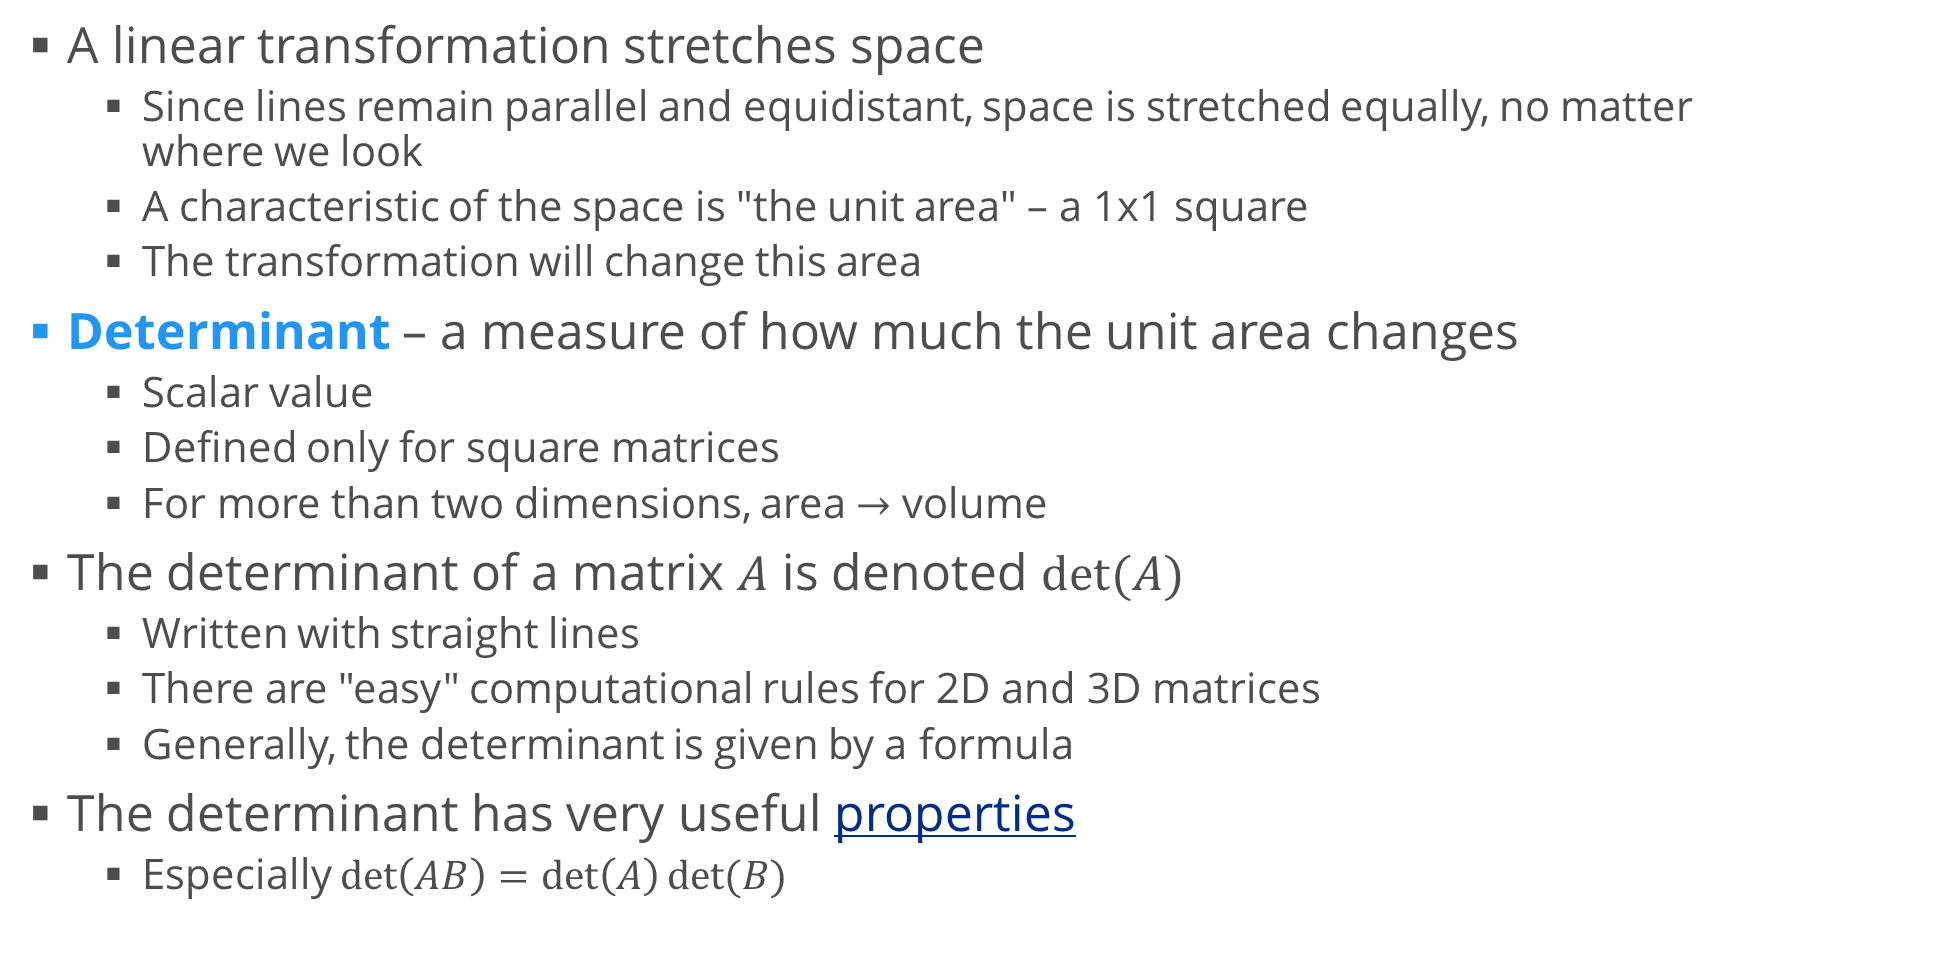 ▪ A linear transformation stretches space
▪ Since lines remain parallel and equidistant, space is stretched equally, no matter
where we look
▪ A characteristic of the space is "the unit area" – a 1x1 square
▪ The transformation will change this area
▪ Determinant – a measure of how much the unit area changes
▪ Scalar value
▪ Defined only for square matrices
▪ For more than two dimensions, area → volume
▪ The determinant of a matrix A is denoted det(A)
▪ Written with straight lines
▪ There are "easy" computational rules for 2D and 3D matrices
▪ Generally, the determinant is given by a formula
▪ The determinant has very useful properties
▪ Especially det(AB) = det(A) det(B)